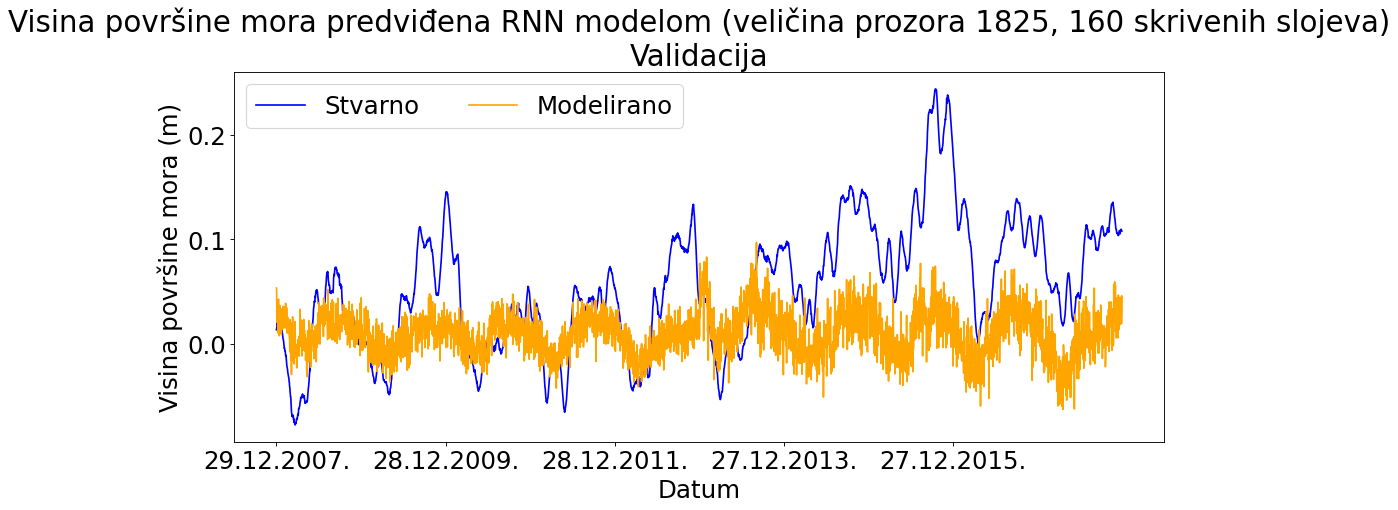 Visina površine mora predviđena RNN modelom (veličina prozora 1825, 160 skrivenih slojeva)
Validacija
Stvarno
Modelirano
Visina površine mora (m)
0.2
0.1
0.0
29.12.2007.
28.12.2009.
28.12.2011.
27.12.2013.
27.12.2015.
Datum